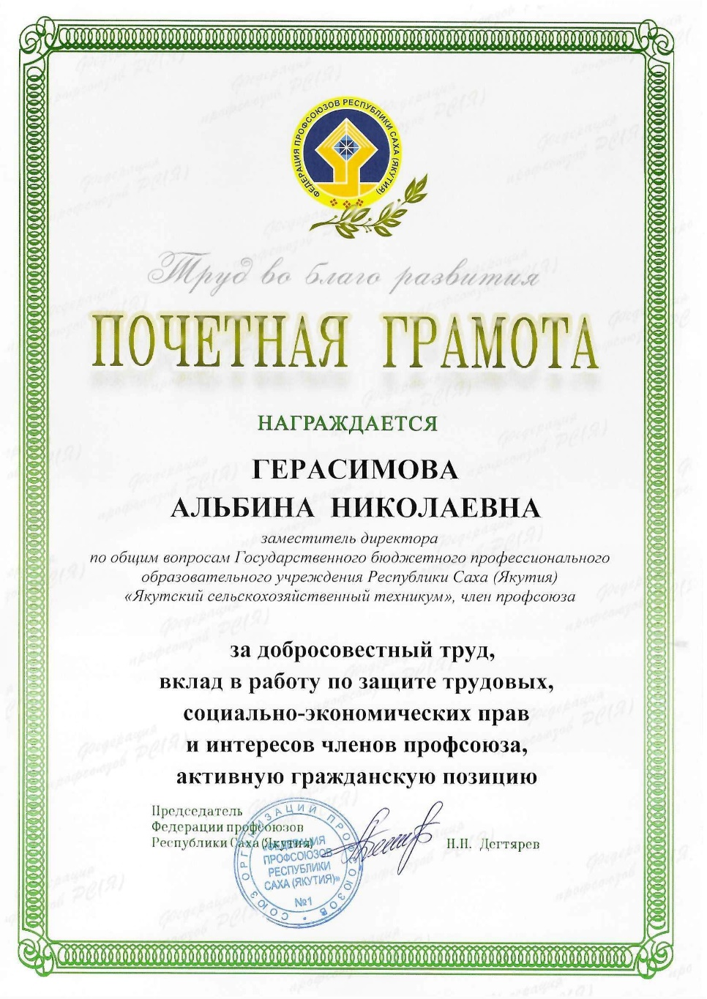 ФЕДЕРАЦИЯ ПРОФСОЮЗОВ РЕСПУБЛИКИ САХА (ЯКУТИЯ)
Труд во благо развития
ПОЧЕТНАЯ ГРАМОТА
НАГРАЖДАЕТСЯ
ГЕРАСИМОВА
АЛЬБИНА НИКОЛАЕВНА
заместитель директора
по общим вопросам Государственного бюджетного профессионального
образовательного учреждения Республики Саха (Якутия)
«Якутский сельскохозяйственный техникум», член профсоюза
за добросовестный труд,
вклад в работу по защите трудовых,
социально-экономических прав
и интересов членов профсоюза,
активную гражданскую позицию
Председатель
Федерации профсоюзов
Республики Саха (Якутия)
Н.Н. Дегтярев
СОЮЗ ОРГАНИЗАЦИЙ ПРОФСОЮЗОВ
«ФЕДЕРАЦИЯ
ПРОФСОЮЗОВ
РЕСПУБЛИКИ
САХА (ЯКУТИЯ)»
№1
Федерация
профсоюзов РС(Я)